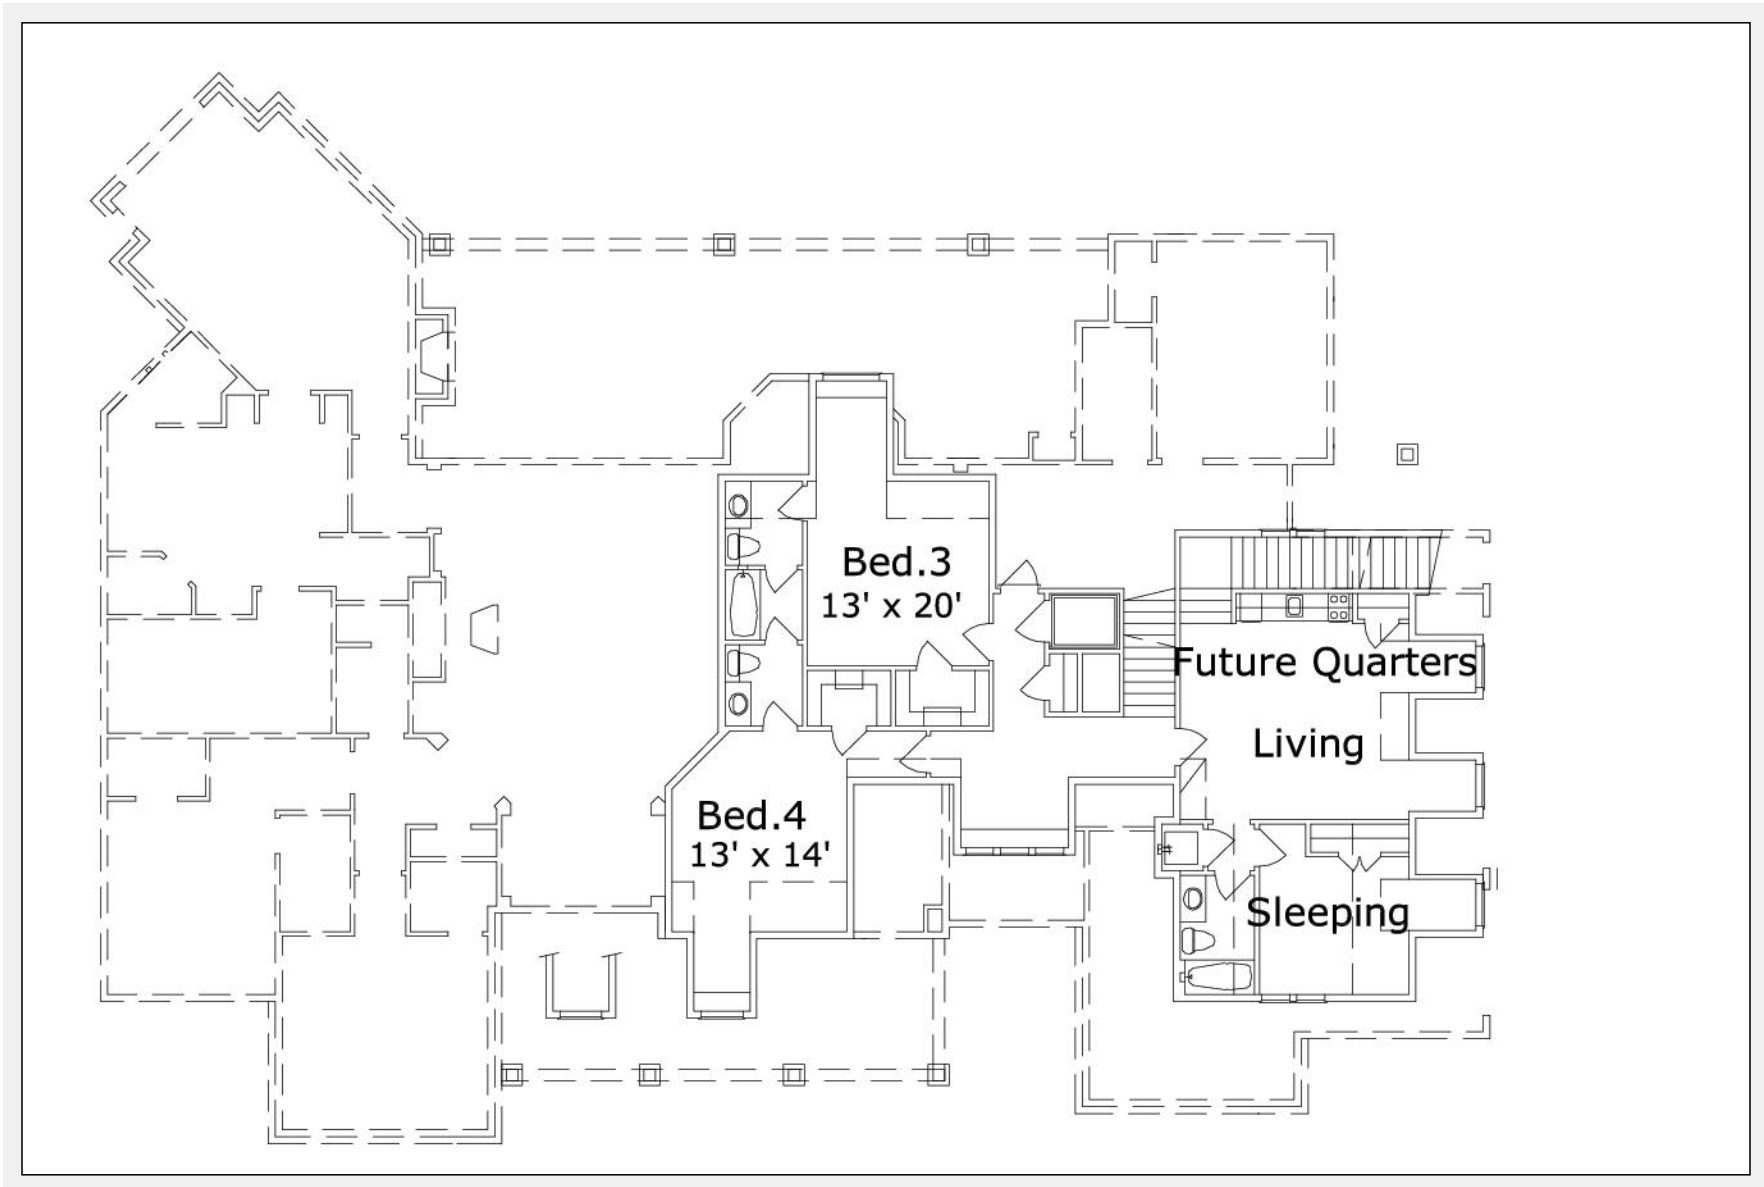 Bed.3
13' x 20'
Future Quarters
Living
Bed.4
13' x 14'
Sleeping